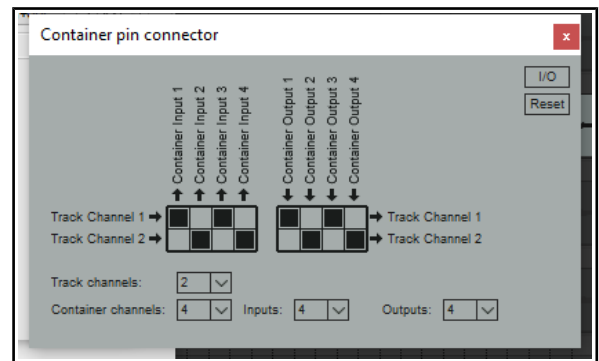 Container pin connector
x
I/O
Reset
Container Input 1
Container Input 2
Container Input 3
Container Input 4
Container Output 1
Container Output 2
Container Output 3
Container Output 4
Track Channel 1
Track Channel 1
Track Channel 2
Track Channel 2
Track channels: 2
Container channels: 4 Inputs: 4 Outputs: 4